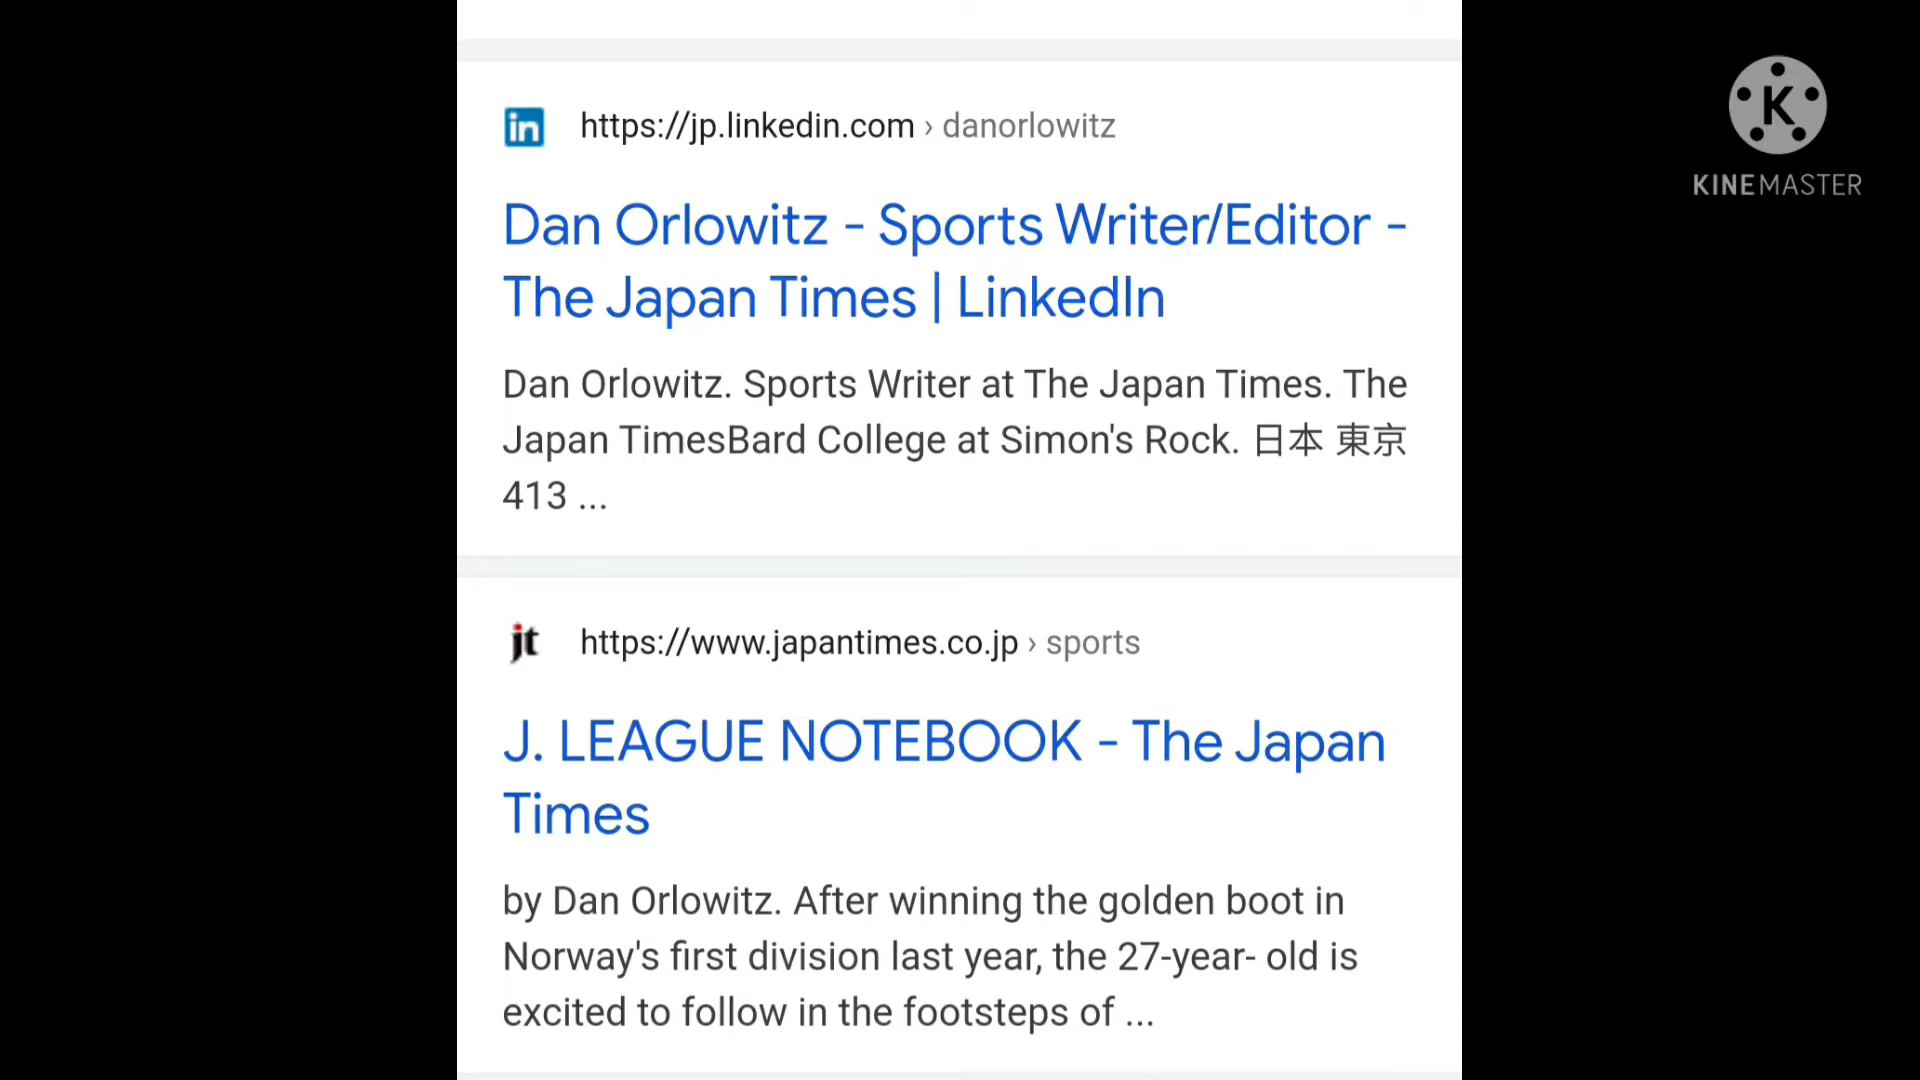 https://jp.linkedin.com › danorlowitz
Dan Orlowitz - Sports Writer/Editor -
The Japan Times | LinkedIn
Dan Orlowitz. Sports Writer at The Japan Times. The
Japan TimesBard College at Simon's Rock. 日本 東京
413 ...
https://www.japantimes.co.jp › sports
J. LEAGUE NOTEBOOK - The Japan
Times
by Dan Orlowitz. After winning the golden boot in
Norway's first division last year, the 27-year- old is
excited to follow in the footsteps of ...
in
jt
K
KINEMASTER